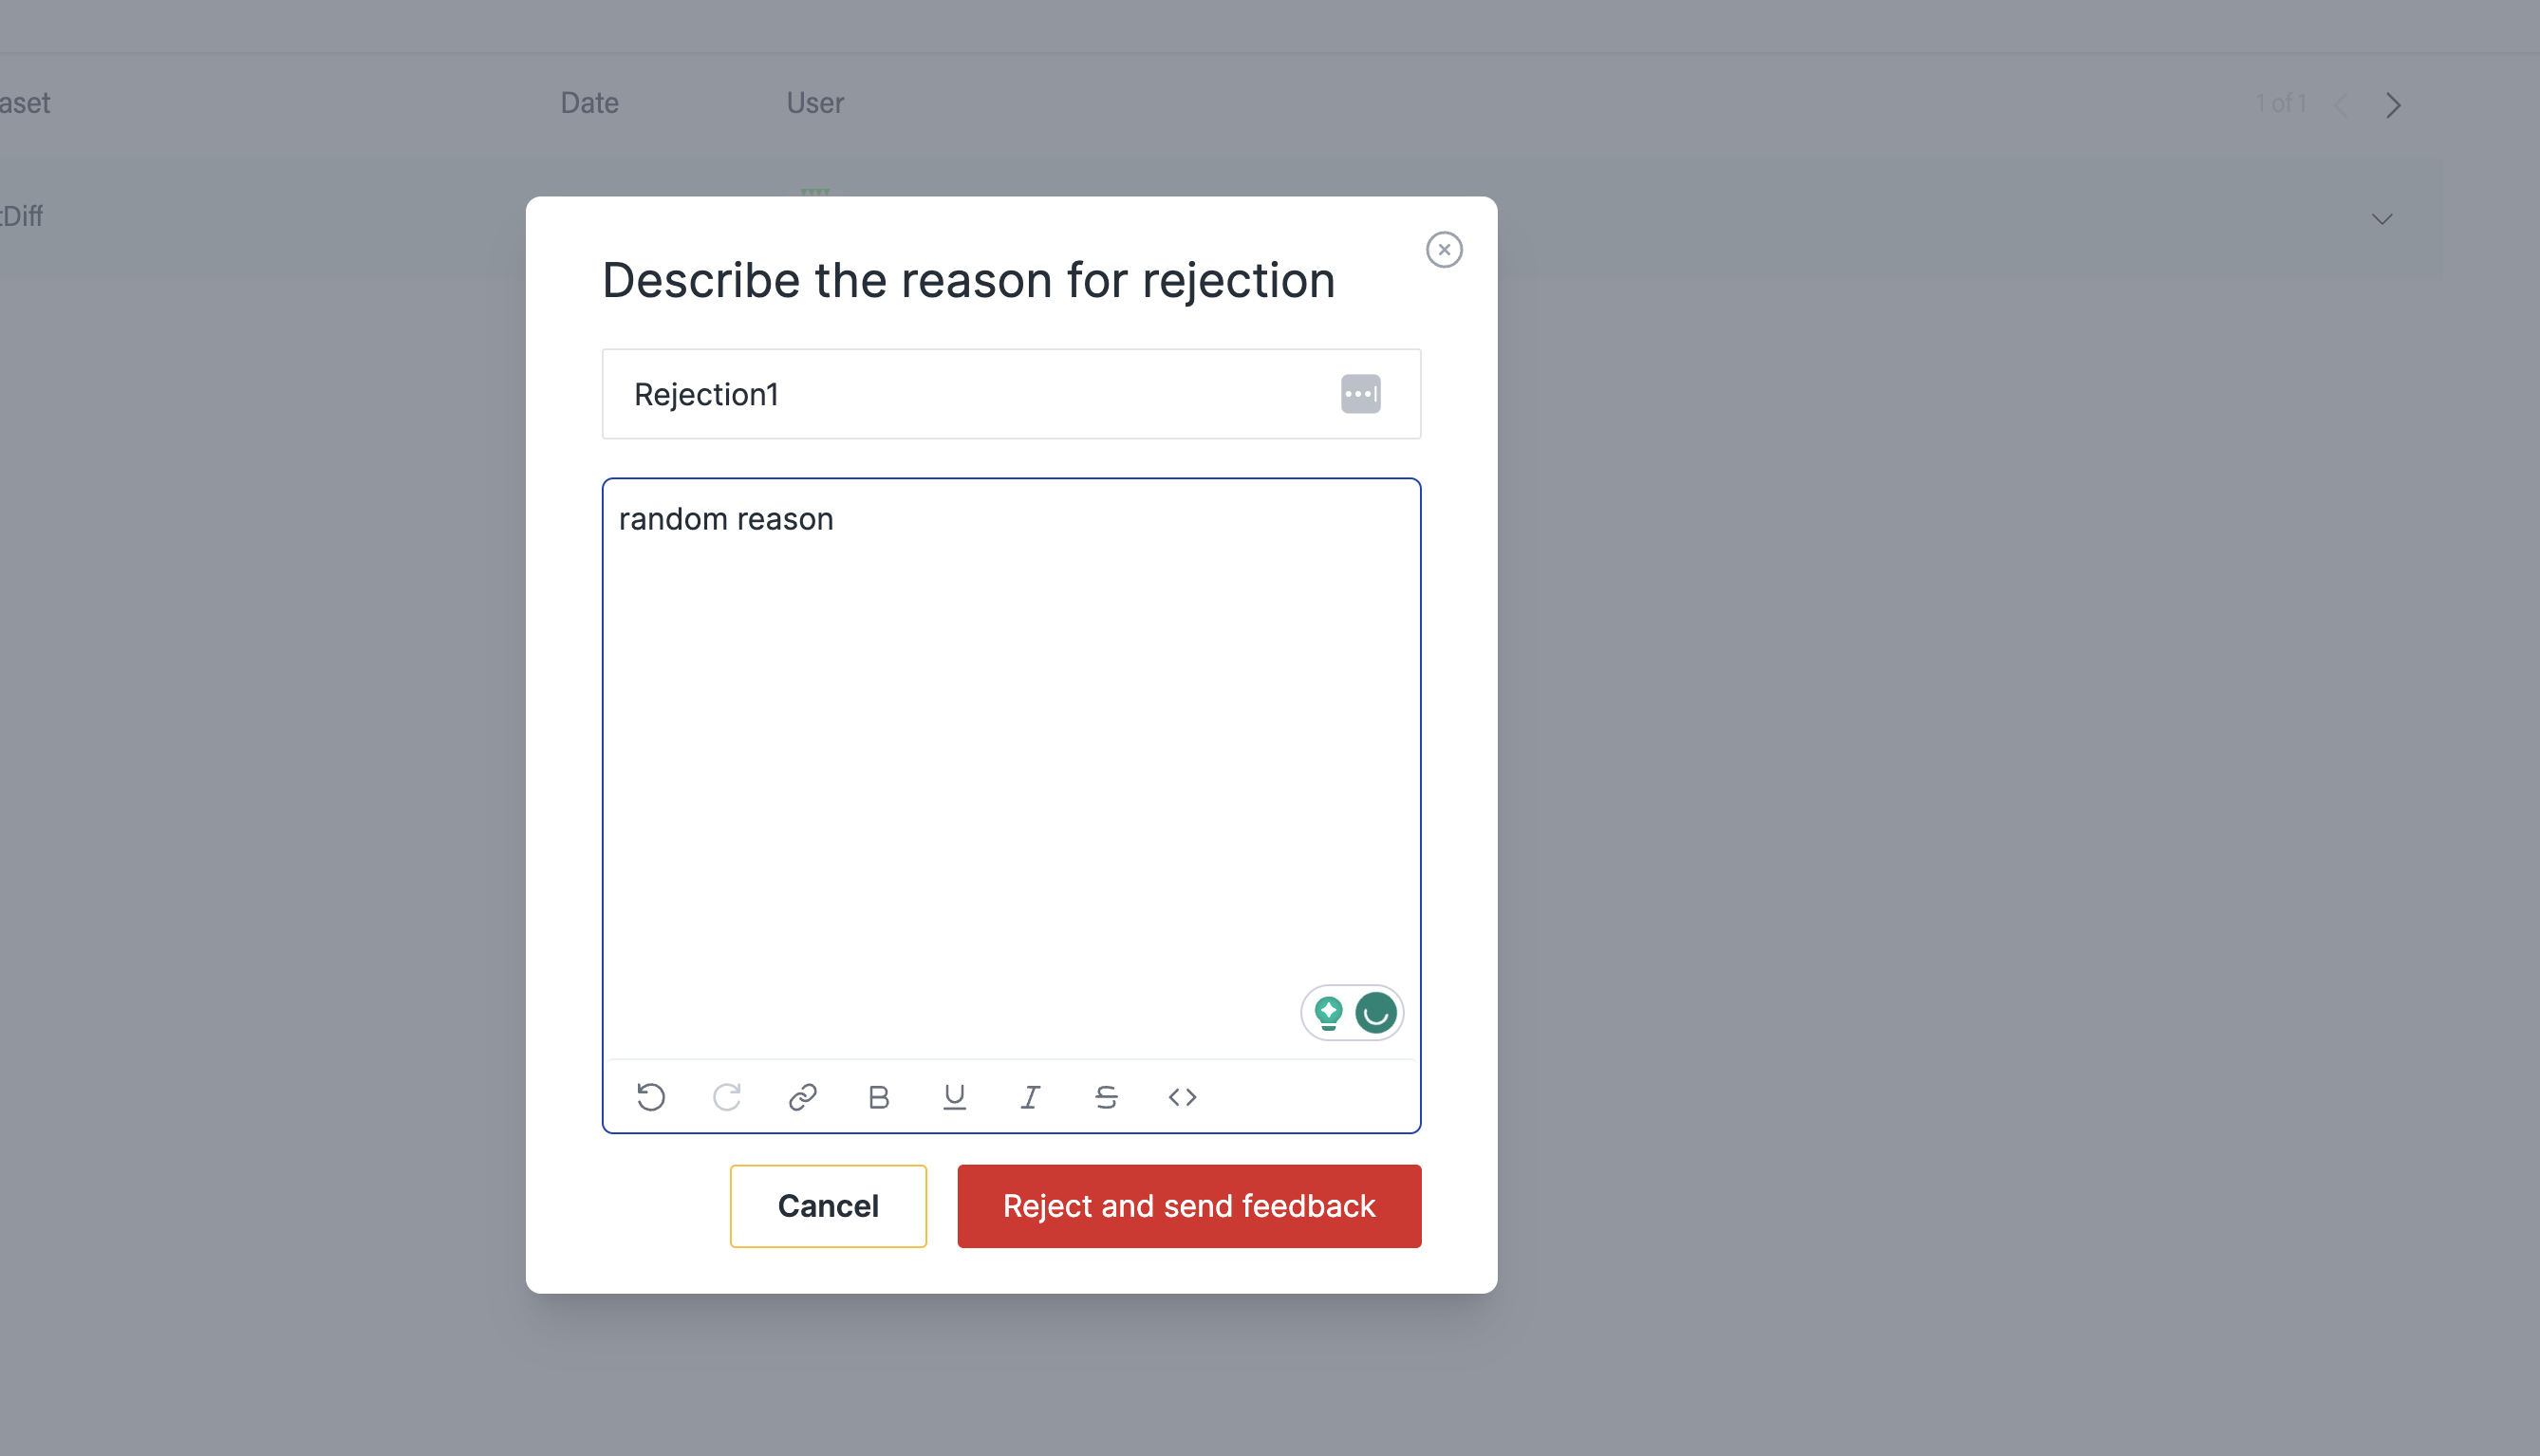 aset Date User 1 of 1
tDiff
Describe the reason for rejection
Rejection1
random reason
Cancel Reject and send feedback